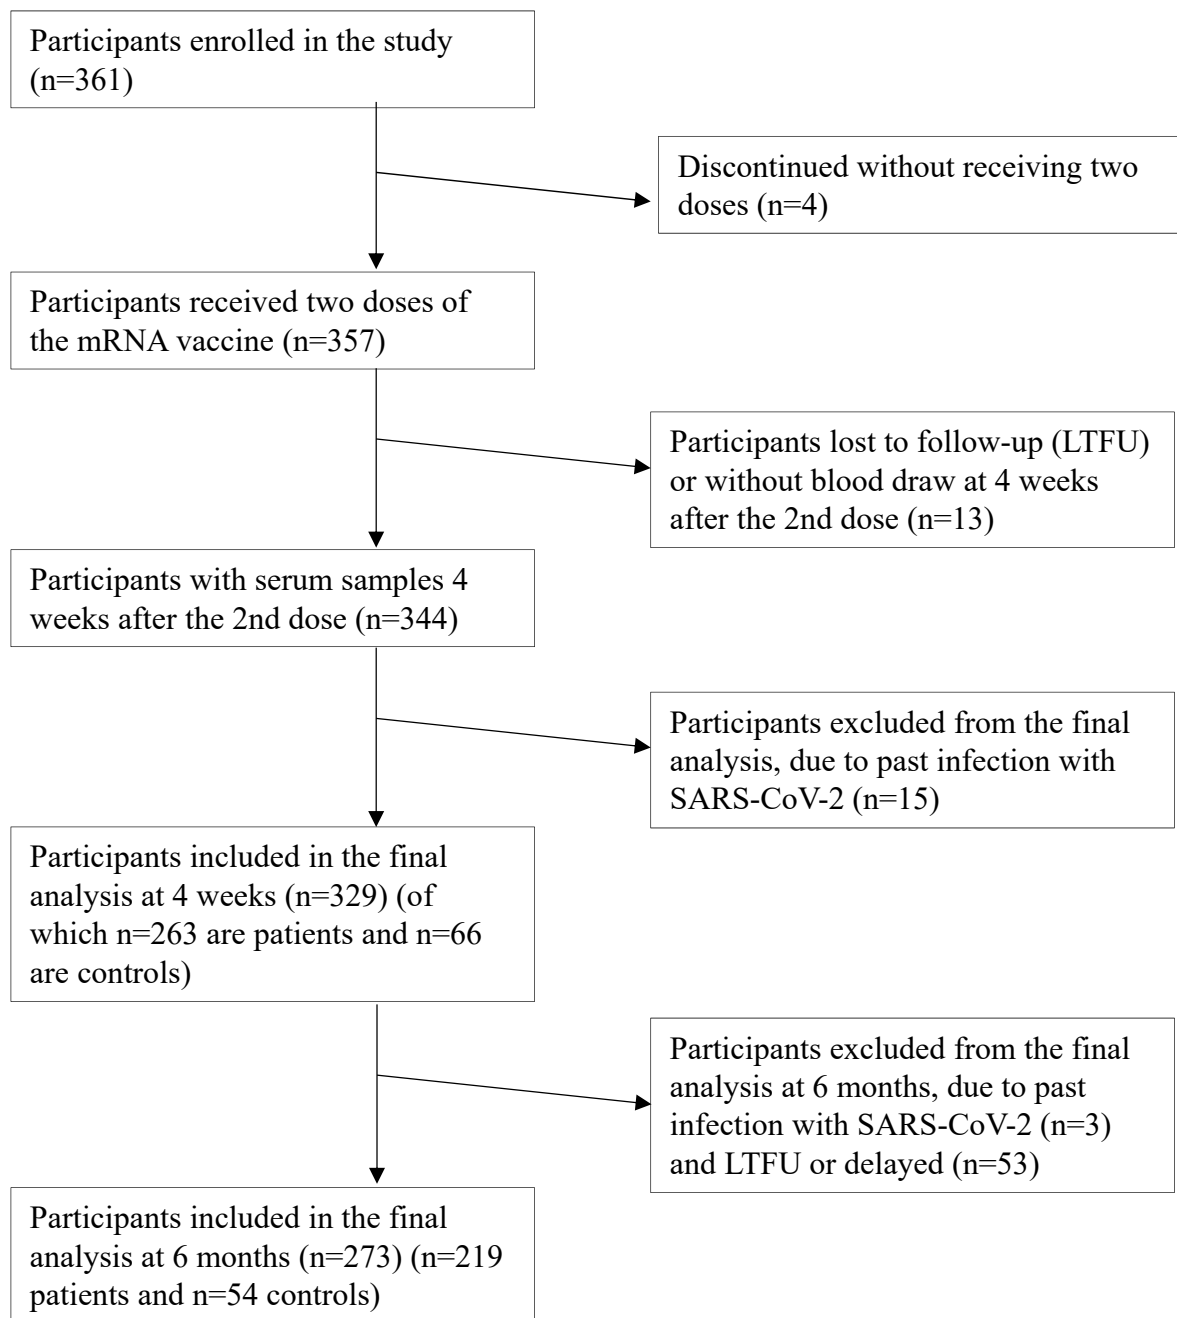 Participants enrolled in the study
(n=361)
Discontinued without receiving two
doses (n=4)
Participants received two doses of
the mRNA vaccine (n=357)
Participants lost to follow-up (LTFU)
or without blood draw at 4 weeks
after the 2nd dose (n=13)
Participants with serum samples 4
weeks after the 2nd dose (n=344)
Participants excluded from the final
analysis, due to past infection with
SARS-CoV-2 (n=15)
Participants included in the final
analysis at 4 weeks (n=329) (of
which n=263 are patients and n=66
are controls)
Participants excluded from the final
analysis at 6 months, due to past
infection with SARS-CoV-2 (n=3)
and LTFU or delayed (n=53)
Participants included in the final
analysis at 6 months (n=273) (n=219
patients and n=54 controls)